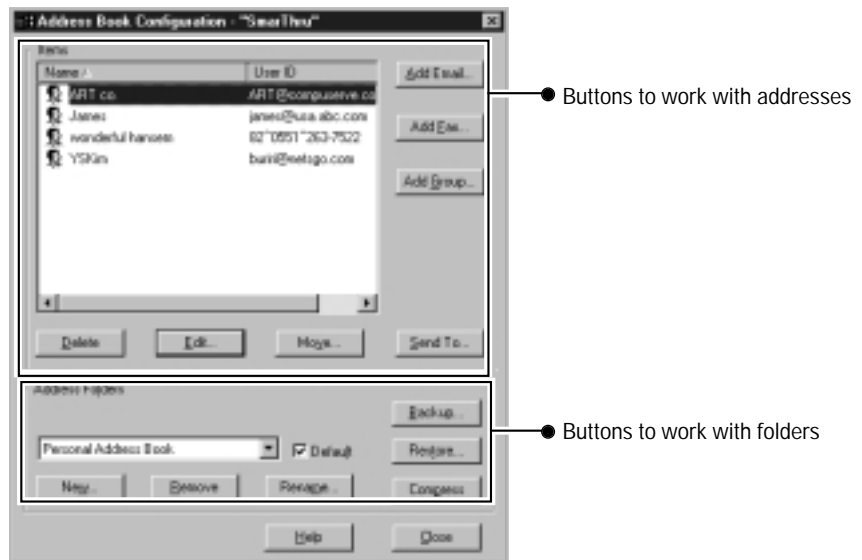 Address Book Configuration - "SmarThru"
Items
Name
User ID
Add Email...
ART co.
ART@compuserve.co
James
james@usa.abc.com
Add Fax...
wonderful hansem
82^0551^263-7522
YSKim
Add Group...
Buttons to work with addresses
Delete
Edit...
Move...
Send To...
Address Folders
Backup...
Personal Address Book
Default
Restore...
New...
Remove
Rename...
Compress
Buttons to work with folders
Help
Close